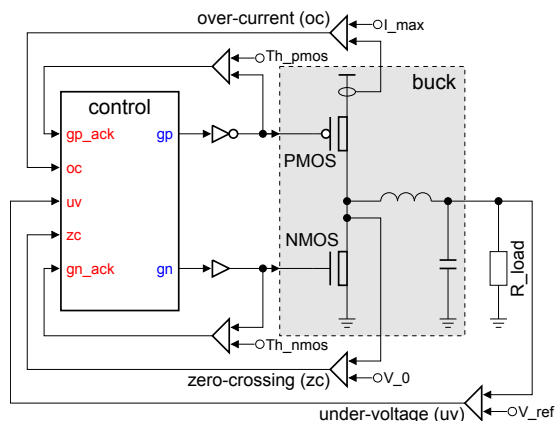 over-current (oc)
I_max
Th_pmos
buck
control
gp_ack
gp
PMOS
oc
uv
zc
NMOS
gn_ack
gn
R_load
Th_nmos
zero-crossing (zc)
V_0
under-voltage (uv)
V_ref